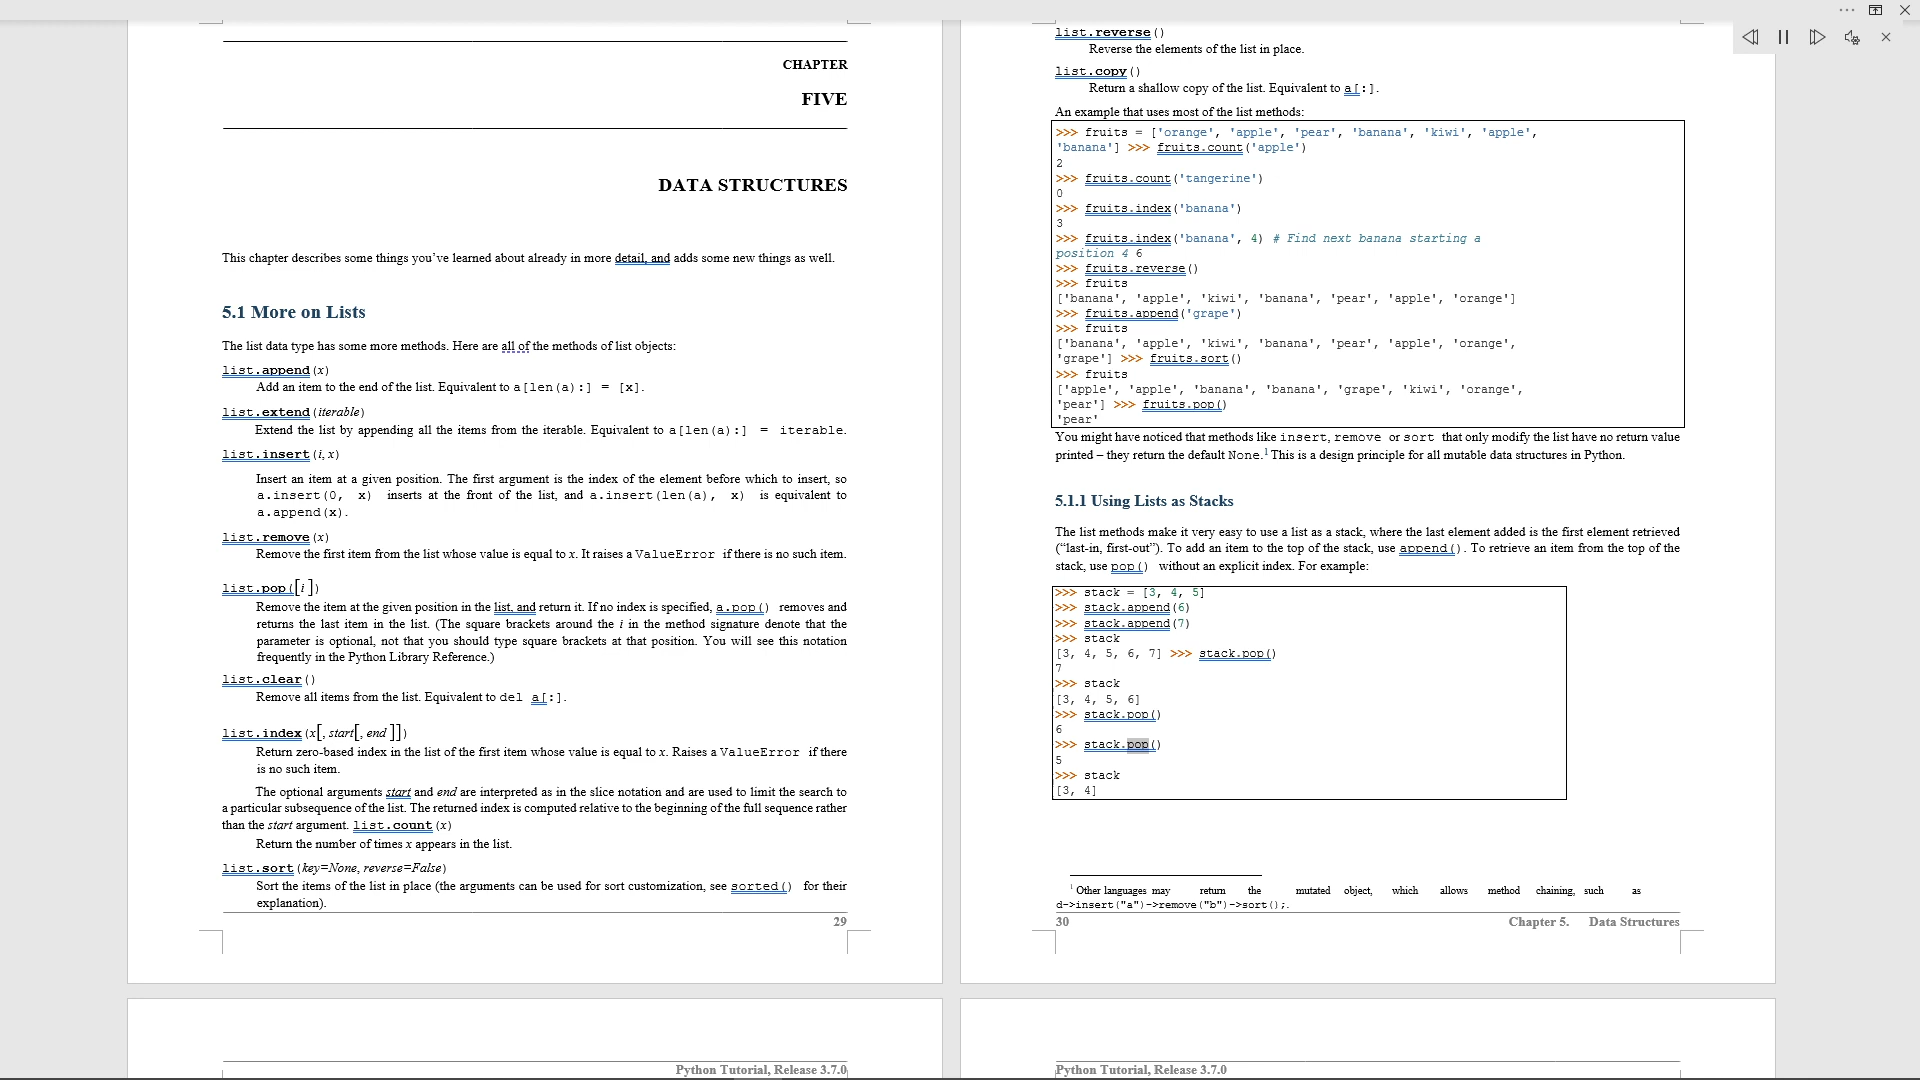 CHAPTER
FIVE
DATA STRUCTURES
This chapter describes some things you’ve learned about already in more detail, and adds some new things as well.
5.1 More on Lists
The list data type has some more methods. Here are all of the methods of list objects:
list.append(x)
Add an item to the end of the list. Equivalent to a[len(a):] = [x].
list.extend(iterable)
Extend the list by appending all the items from the iterable. Equivalent to a[len(a):] = iterable.
list.insert(i, x)
Insert an item at a given position. The first argument is the index of the element before which to insert, so
a.insert(0, x) inserts at the front of the list, and a.insert(len(a), x) is equivalent to
a.append(x).
list.remove(x)
Remove the first item from the list whose value is equal to x. It raises a ValueError if there is no such item.
list.pop([i])
Remove the item at the given position in the list, and return it. If no index is specified, a.pop() removes and
returns the last item in the list. (The square brackets around the i in the method signature denote that the
parameter is optional, not that you should type square brackets at that position. You will see this notation
frequently in the Python Library Reference.)
list.clear()
Remove all items from the list. Equivalent to del a[:].
list.index(x[, start[, end]])
Return zero-based index in the list of the first item whose value is equal to x. Raises a ValueError if there
is no such item.
The optional arguments start and end are interpreted as in the slice notation and are used to limit the search to
a particular subsequence of the list. The returned index is computed relative to the beginning of the full sequence rather
than the start argument. list.count(x)
Return the number of times x appears in the list.
list.sort(key=None, reverse=False)
Sort the items of the list in place (the arguments can be used for sort customization, see sorted() for their
explanation).
29
list.reverse()
Reverse the elements of the list in place.
list.copy()
Return a shallow copy of the list. Equivalent to a[:].
An example that uses most of the list methods:
>>> fruits = ['orange', 'apple', 'pear', 'banana', 'kiwi', 'apple',
'banana'] >>> fruits.count('apple')
2
>>> fruits.count('tangerine')
0
>>> fruits.index('banana')
3
>>> fruits.index('banana', 4) # Find next banana starting a
position 4 6
>>> fruits.reverse()
>>> fruits
['banana', 'apple', 'kiwi', 'banana', 'pear', 'apple', 'orange']
>>> fruits.append('grape')
>>> fruits
['banana', 'apple', 'kiwi', 'banana', 'pear', 'apple', 'orange',
'grape'] >>> fruits.sort()
>>> fruits
['apple', 'apple', 'banana', 'banana', 'grape', 'kiwi', 'orange',
'pear'] >>> fruits.pop()
'pear'
You might have noticed that methods like insert, remove or sort that only modify the list have no return value
printed – they return the default None.1 This is a design principle for all mutable data structures in Python.
5.1.1 Using Lists as Stacks
The list methods make it very easy to use a list as a stack, where the last element added is the first element retrieved
(“last-in, first-out”). To add an item to the top of the stack, use append(). To retrieve an item from the top of the
stack, use pop() without an explicit index. For example:
>>> stack = [3, 4, 5]
>>> stack.append(6)
>>> stack.append(7)
>>> stack
[3, 4, 5, 6, 7] >>> stack.pop()
7
>>> stack
[3, 4, 5, 6]
>>> stack.pop()
6
>>> stack.pop()
5
>>> stack
[3, 4]
1 Other languages may return the mutated object, which allows method chaining, such as
d->insert("a")->remove("b")->sort();.
30 Chapter 5. Data Structures
Python Tutorial, Release 3.7.0
Python Tutorial, Release 3.7.0